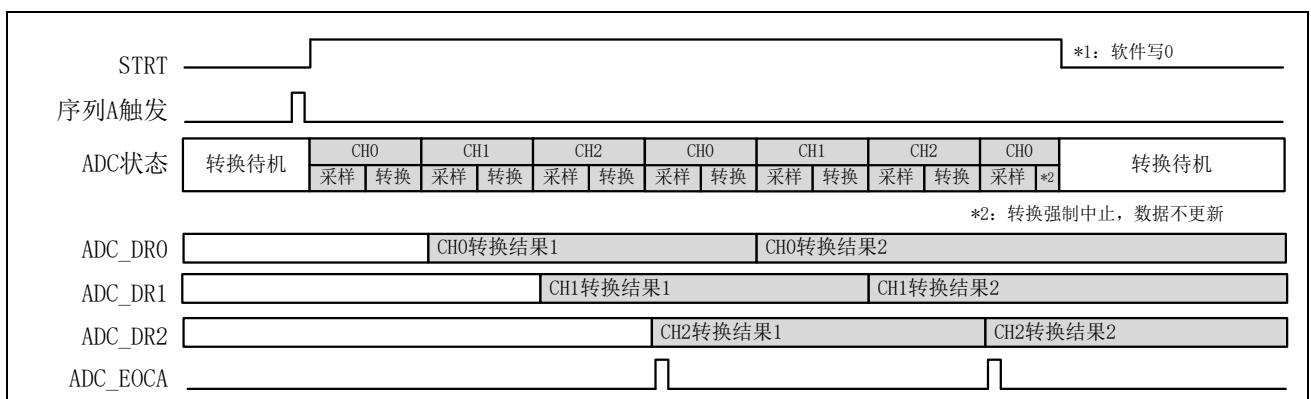 STRT
*1: 软件写0
序列A触发
ADC状态
转换待机 CH0 CH1 CH2 CH0 CH1 CH2 CH0 转换待机
采样 转换 采样 转换 采样 转换 采样 转换 采样 转换 采样 转换 采样 *2
*2: 转换强制中止，数据不更新
ADC_DR0 CH0转换结果1 CH0转换结果2
ADC_DR1 CH1转换结果1 CH1转换结果2
ADC_DR2 CH2转换结果1 CH2转换结果2
ADC_EOCA